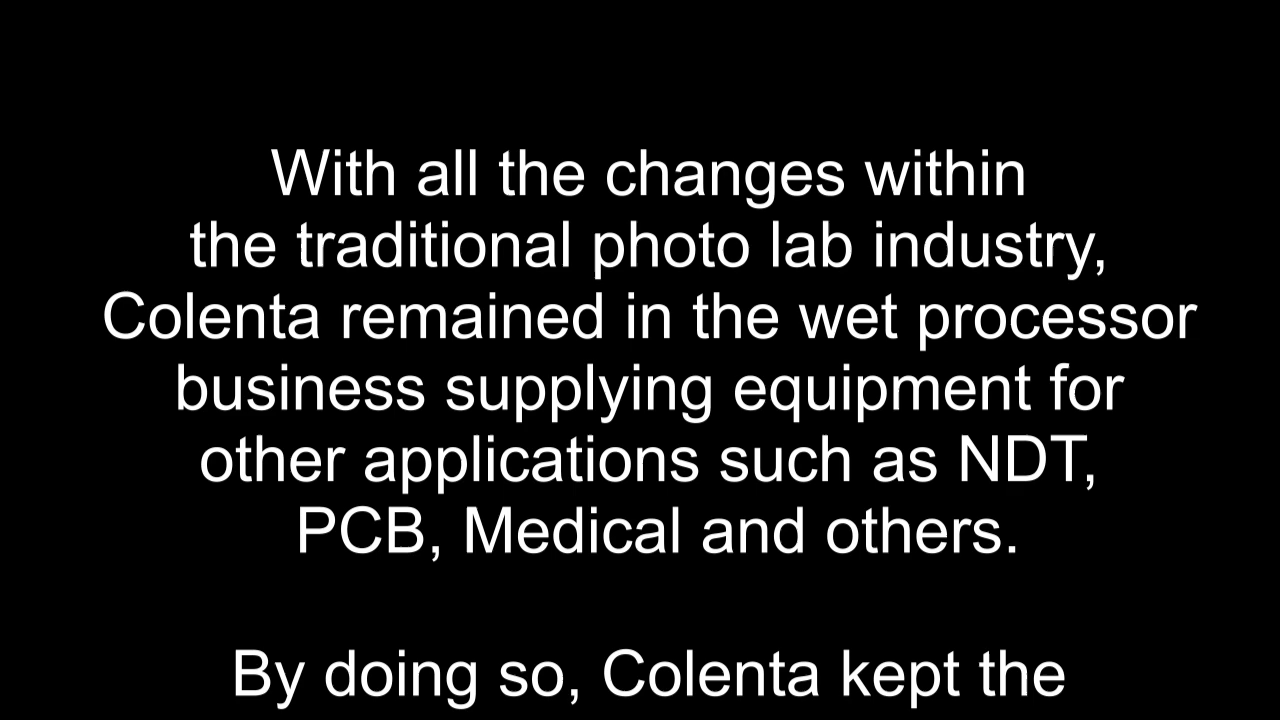 With all the changes within
the traditional photo lab industry,
Colenta remained in the wet processor
business supplying equipment for
other applications such as NDT,
PCB, Medical and others.
By doing so, Colenta kept the